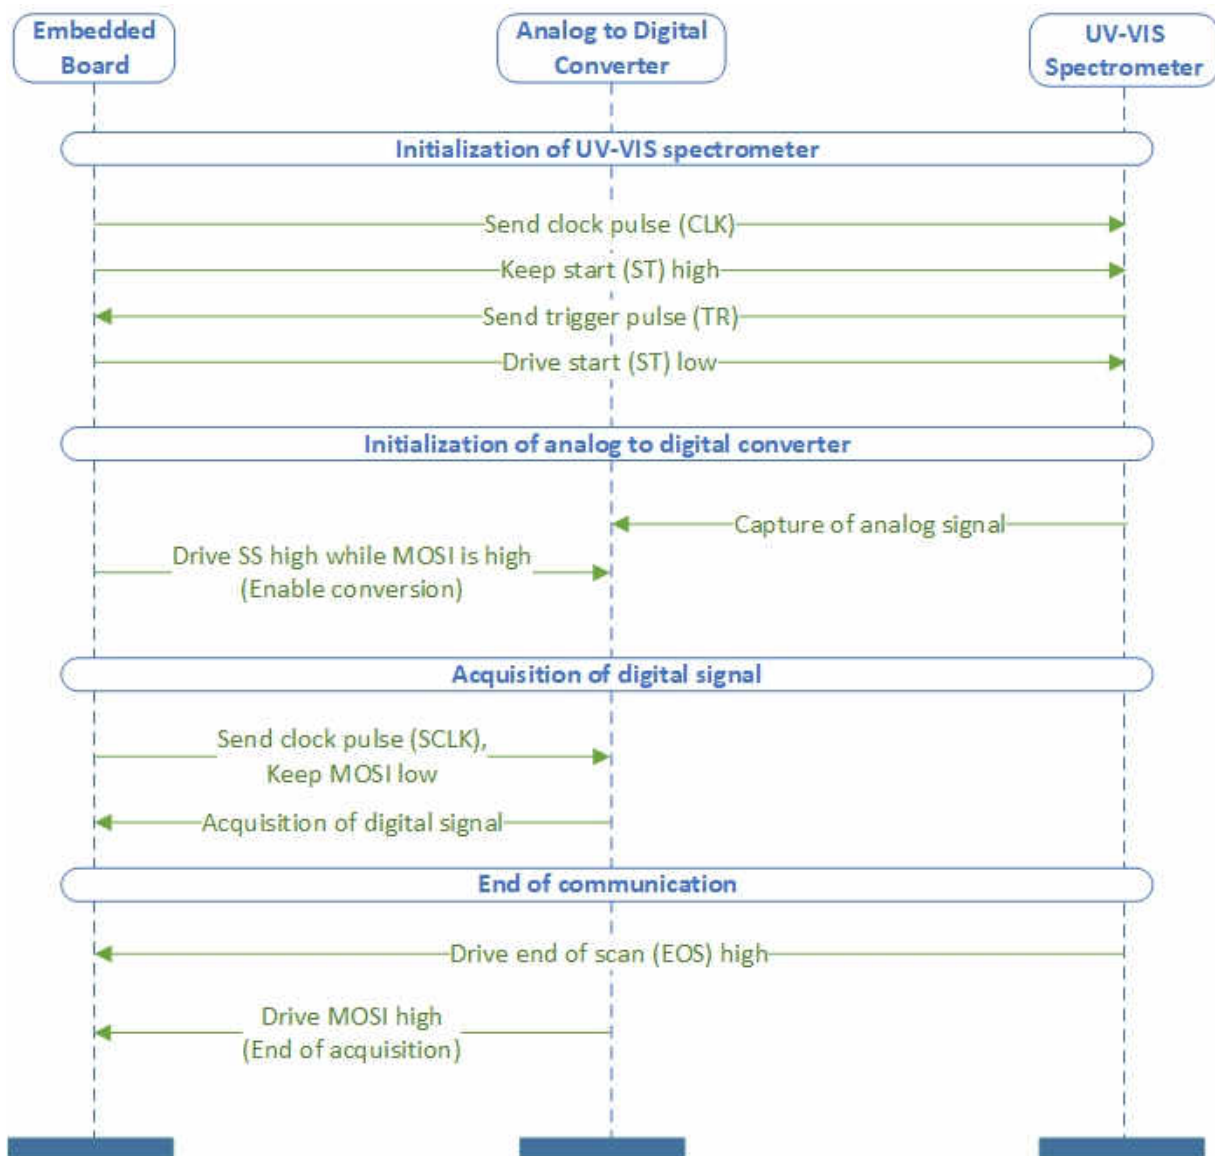 Embedded
Board
Analog to Digital
Converter
UV-VIS
Spectrometer
Initialization of UV-VIS spectrometer
Send clock pulse (CLK)
Keep start (ST) high
Send trigger pulse (TR)
Drive start (ST) low
Initialization of analog to digital converter
Capture of analog signal
Drive SS high while MOSI is high
(Enable conversion)
Acquisition of digital signal
Send clock pulse (SCLK),
Keep MOSI low
Acquisition of digital signal
End of communication
Drive end of scan (EOS) high
Drive MOSI high
(End of acquisition)